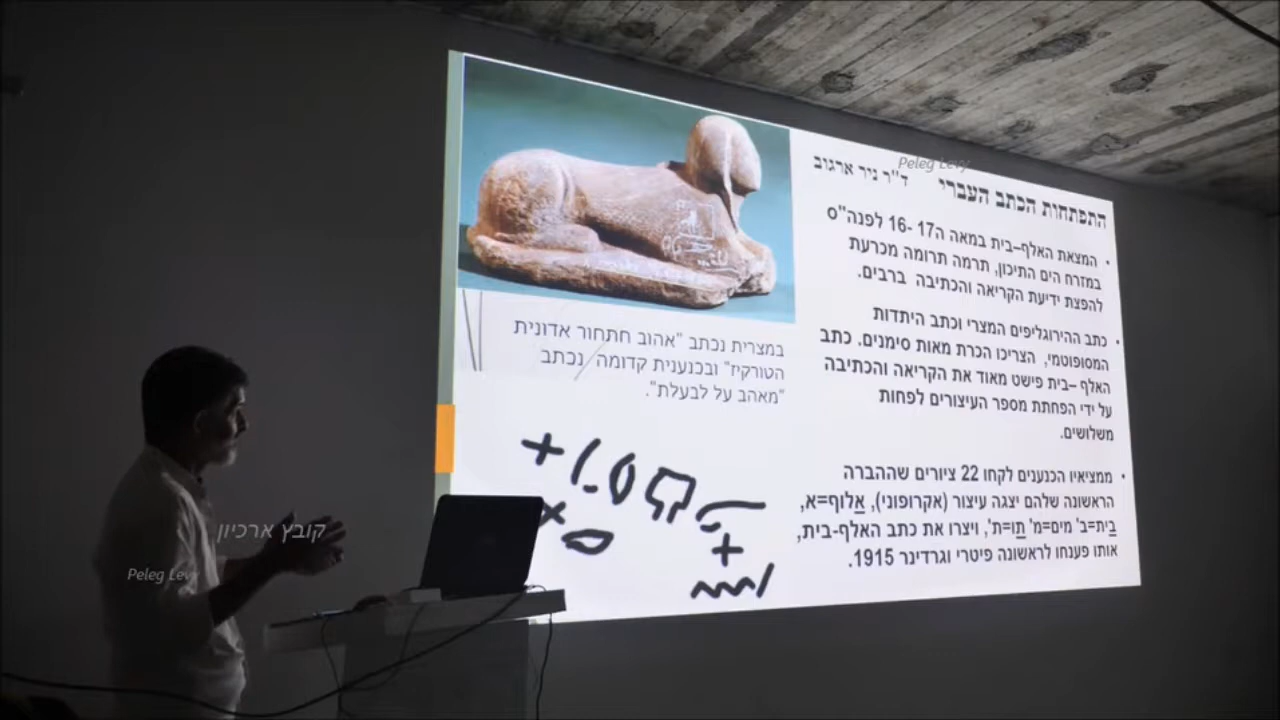 התפתחות הכתב העברי ד"ר ניר ארגוב
• המצאת האלף–בית במאה ה17 -16 לפנה"ס
במזרח הים התיכון, תרמה תרומה מכרעת
להפצת ידיעת הקריאה והכתיבה ברבים.
• כתב ההירוגליפים המצרי וכתב היתדות
המסופוטמי, הצריכו הכרת מאות סימנים. כתב
האלף –בית פישט מאוד את הקריאה והכתיבה
על ידי הפחתת מספר העיצורים לפחות
משלושים.
• ממציאיו הכנענים לקחו 22 ציורים שההברה
הראשונה שלהם יצגה עיצור (אקרופוני), אלוף=א,
בית=ב' מים=מ' תו=ת', ויצרו את כתב האלף-בית,
אותו פענחו לראשונה פיטרי וגרדינר 1915.
במצרית נכתב "אהוב חתחור אדונית
הטורקיז" ובכנענית קדומה נכתב
"מאהב על לבעלת".
Peleg Levy
קובץ ארכיון
Peleg Levy